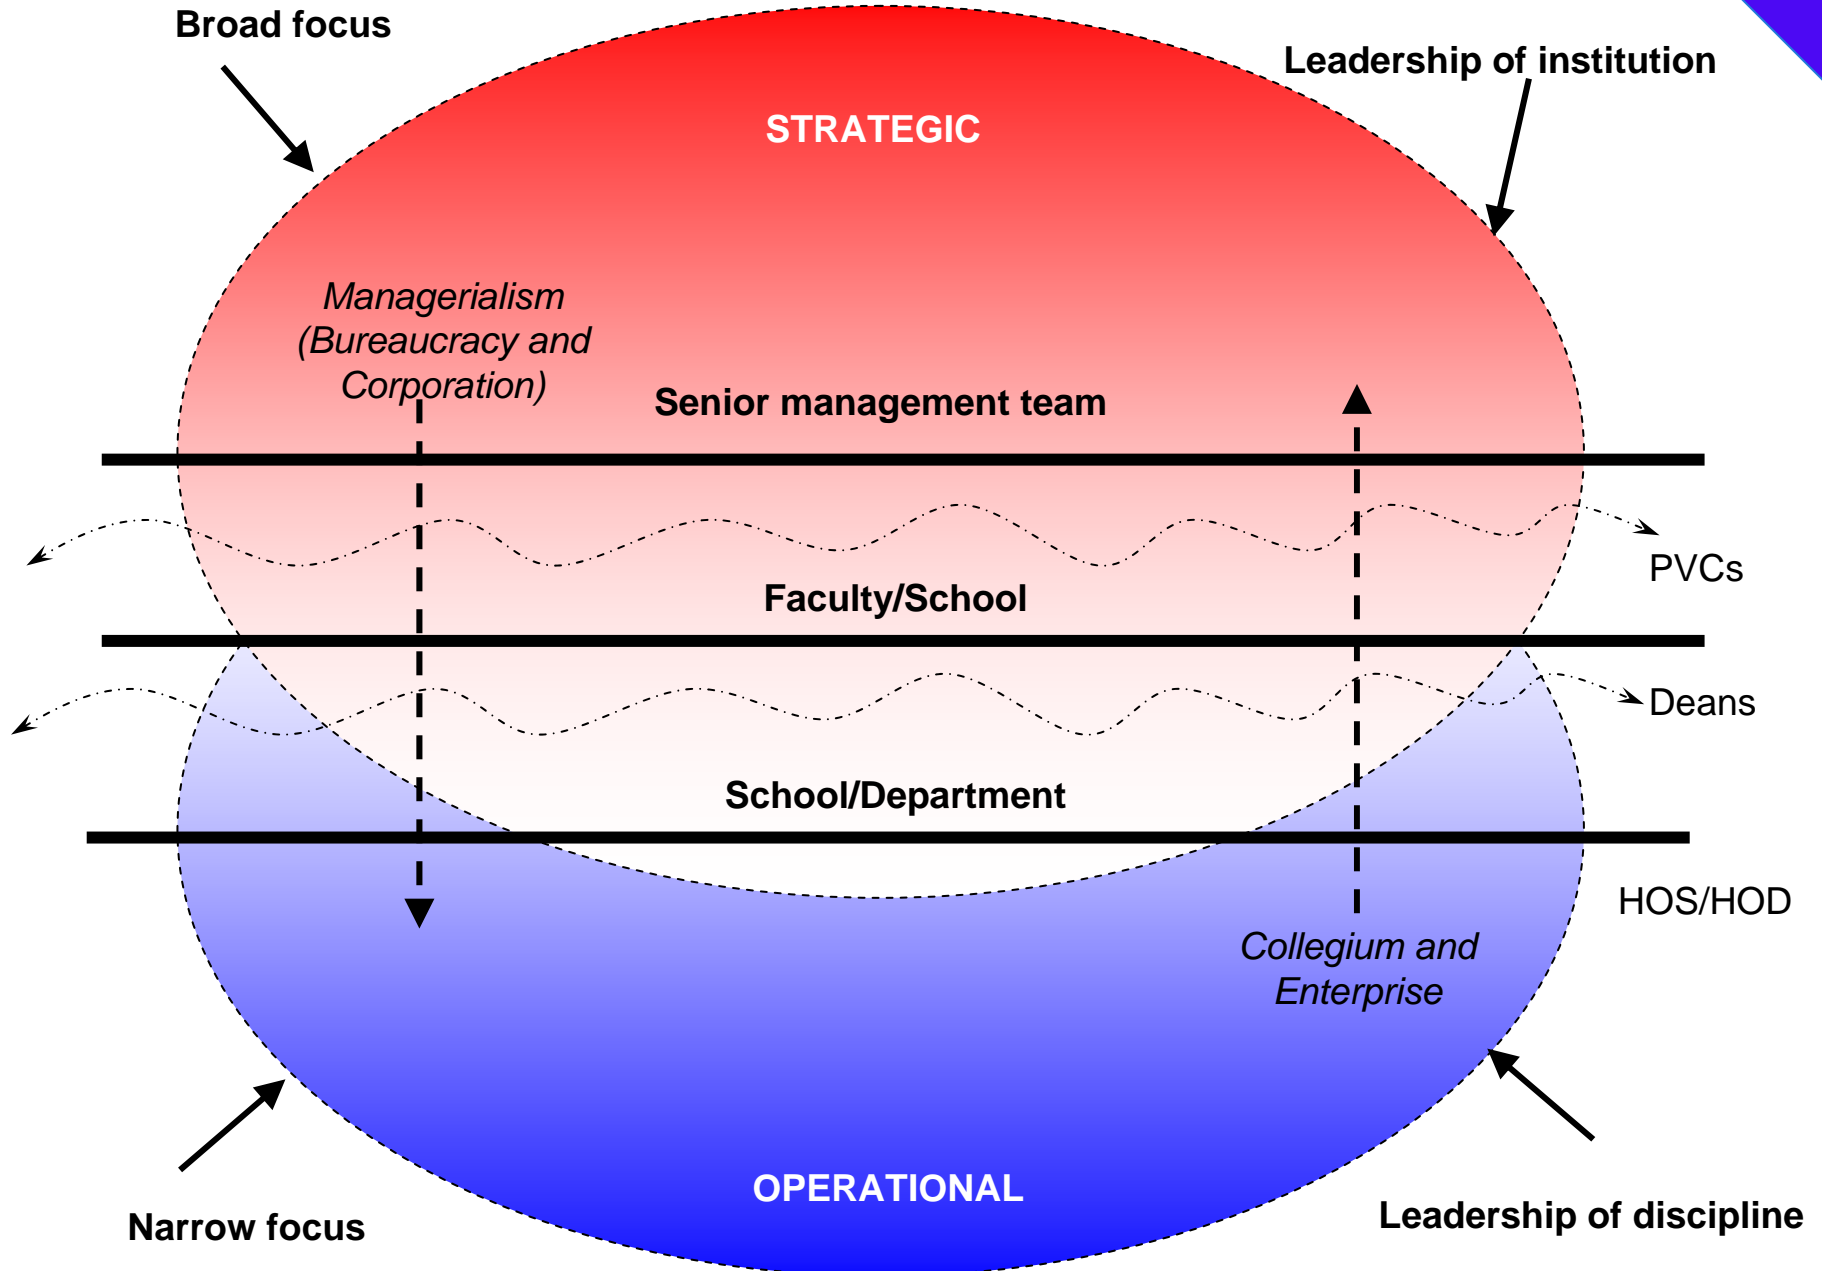 Broad focus
Leadership of institution
STRATEGIC
Managerialism
(Bureaucracy and
Corporation)
Senior management team
PVCs
Faculty/School
Deans
School/Department
HOS/HOD
Collegium and
Enterprise
OPERATIONAL
Narrow focus
Leadership of discipline